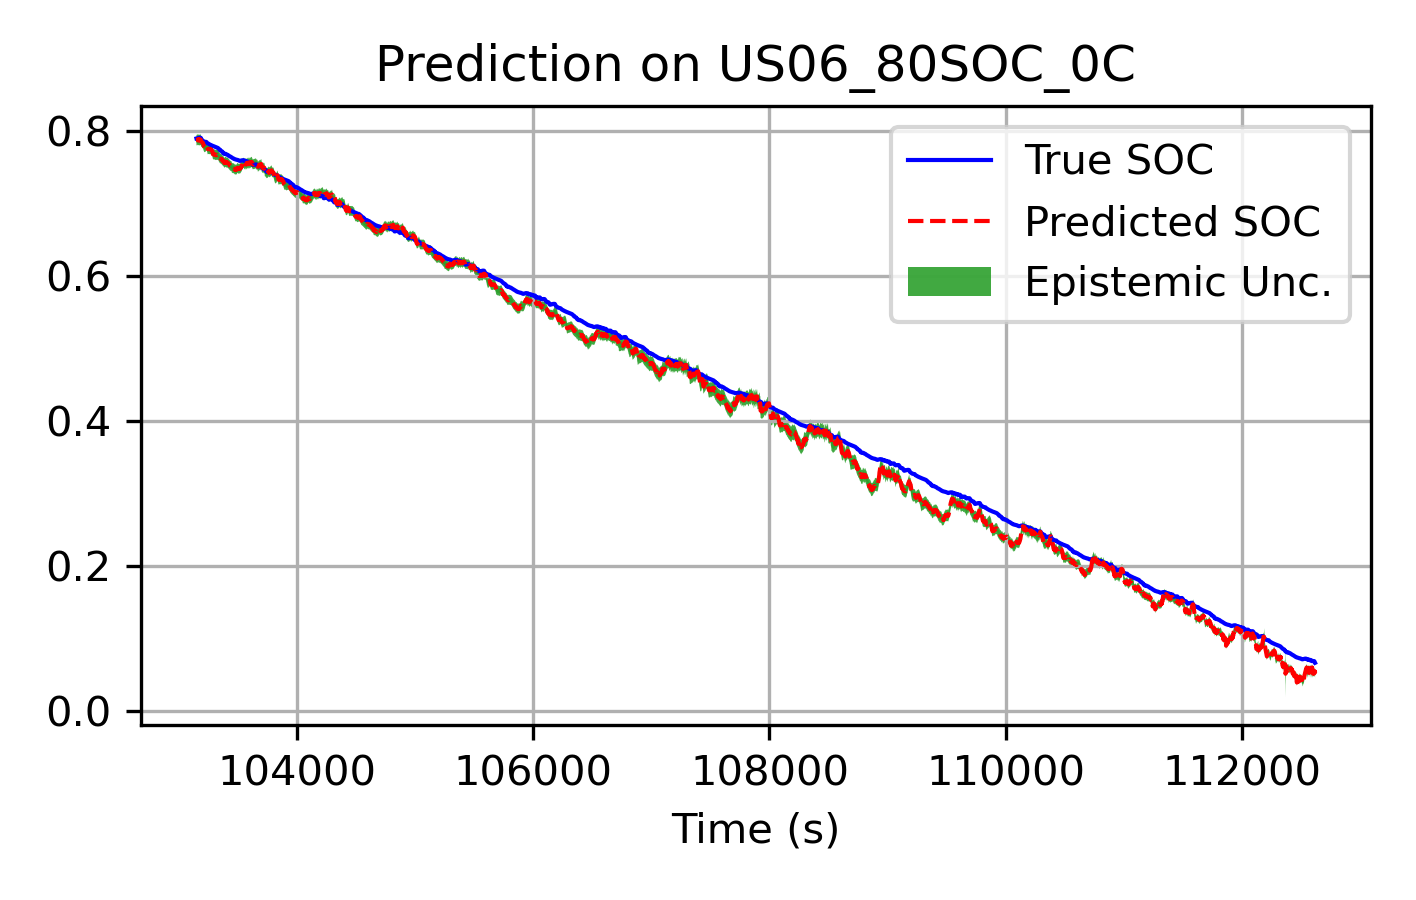 Prediction on US06_80SOC_0C
True SOC
Predicted SOC
Epistemic Unc.
0.8
0.6
0.4
0.2
0.0
104000 106000 108000 110000 112000
Time (s)